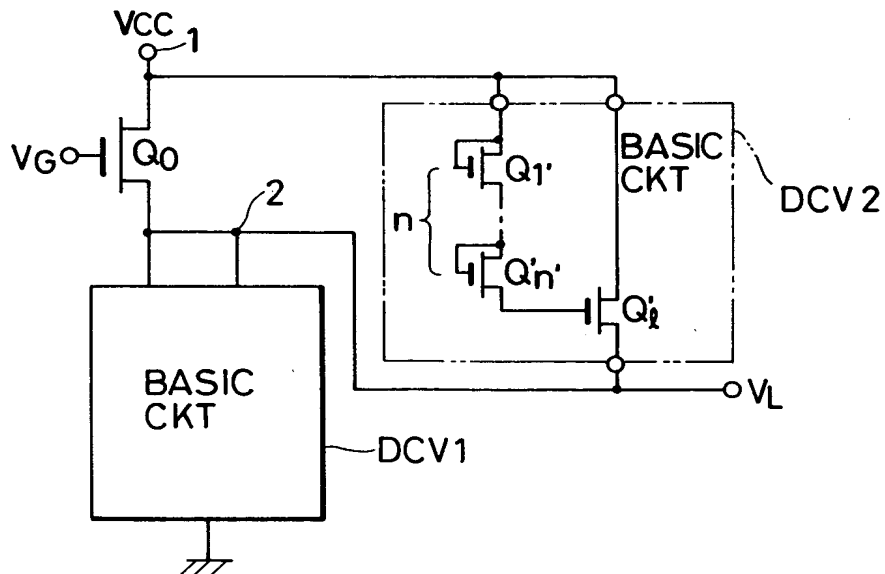 VCC
1
VG
Q0
2
BASIC
CKT
DCV1
n
Q1'
Q'n'
BASIC
CKT
Q'ℓ
DCV2
VL